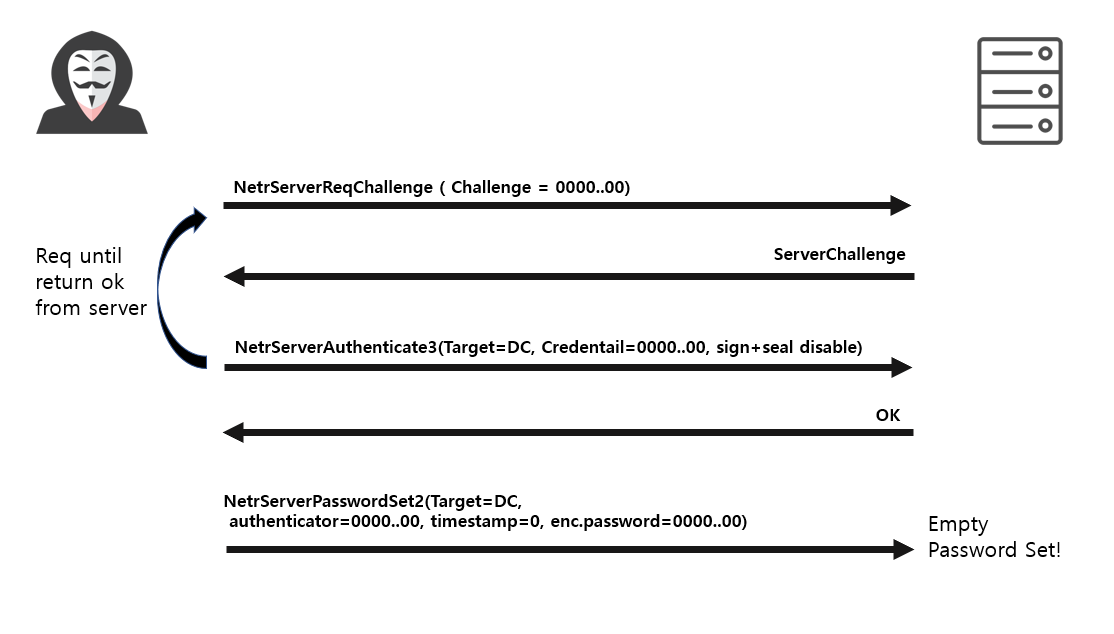 NetrServerReqChallenge ( Challenge = 0000..00)
ServerChallenge
Req until
return ok
from server
NetrServerAuthenticate3(Target=DC, Credentail=0000..00, sign+seal disable)
OK
NetrServerPasswordSet2(Target=DC,
authenticator=0000..00, timestamp=0, enc.password=0000..00)
Empty
Password Set!